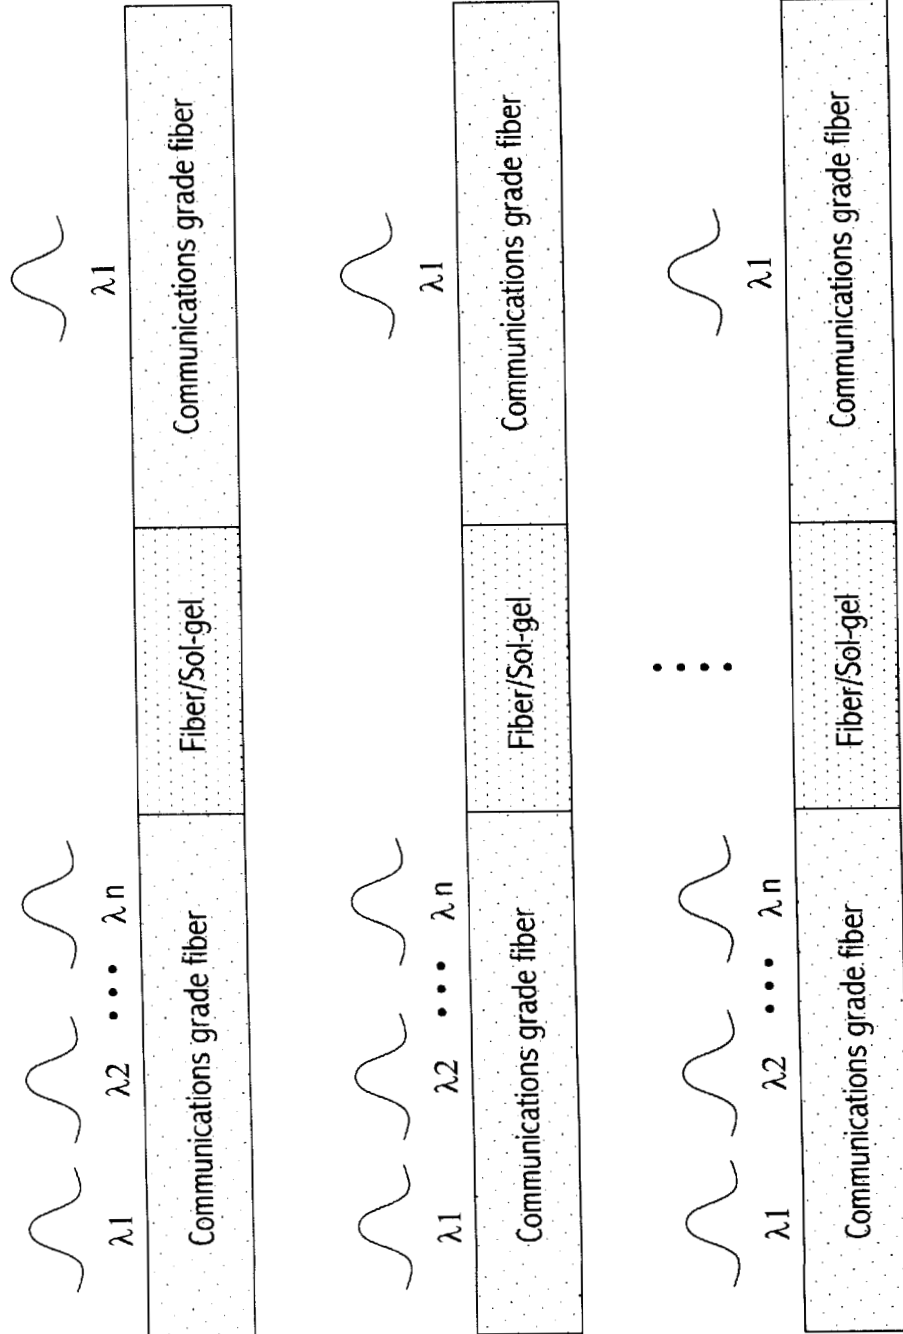 λ1 λ2 ••• λn λ1
Communications grade fiber Fiber/Sol-gel Communications grade fiber
λ1 λ2 ••• λn λ1
Communications grade fiber Fiber/Sol-gel Communications grade fiber
λ1 λ2 ••• λn λ1
Communications grade fiber Fiber/Sol-gel Communications grade fiber